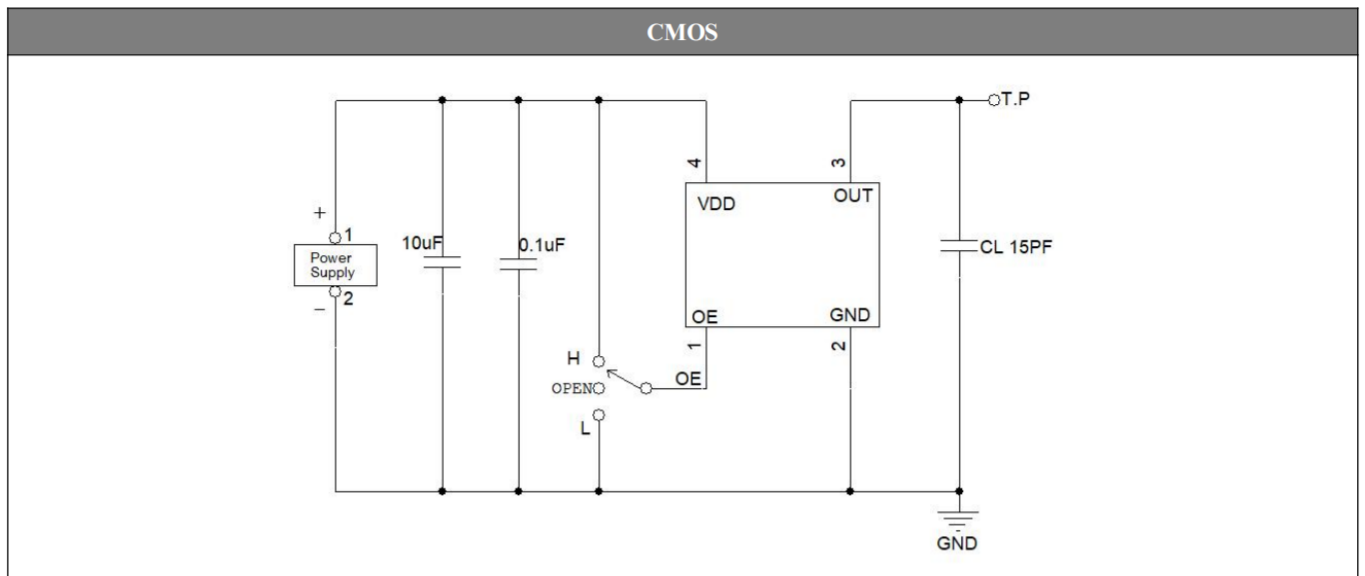 CMOS
T.P
4
3
VDD
OUT
+
1
10uF
0.1uF
CL 15PF
Power
Supply
2
−
OE
GND
1
2
H
OPEN
OE
L
GND